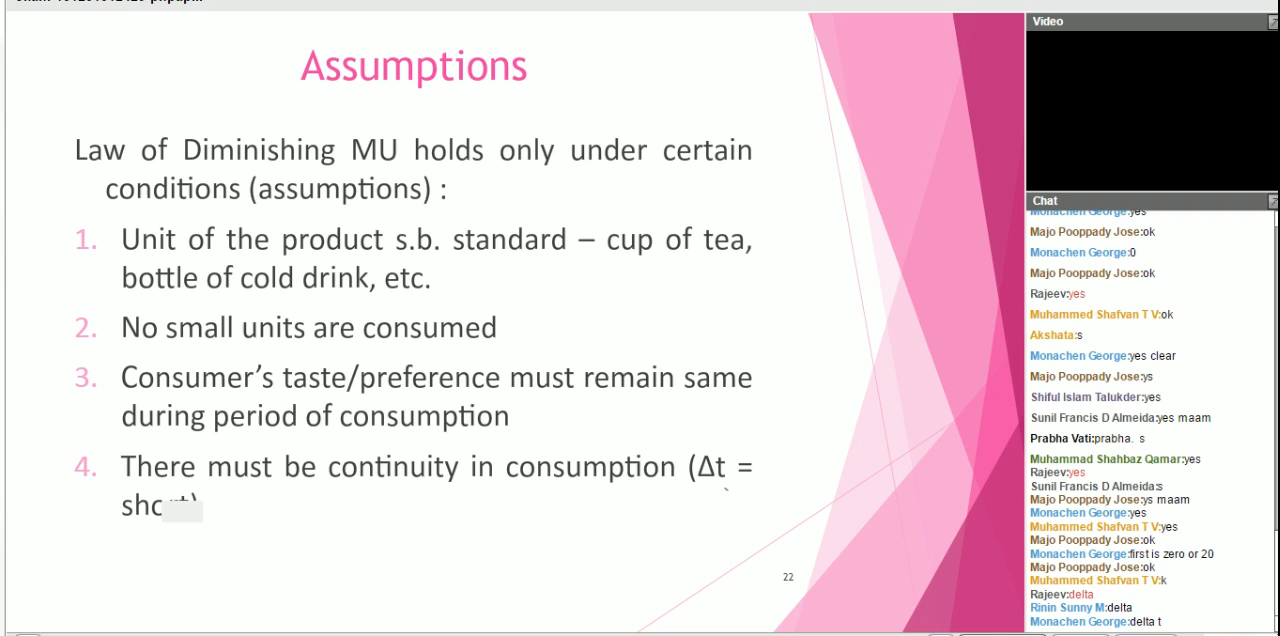 Assumptions
Law of Diminishing MU holds only under certain
conditions (assumptions) :
1. Unit of the product s.b. standard – cup of tea,
bottle of cold drink, etc.
2. No small units are consumed
3. Consumer's taste/preference must remain same
during period of consumption
4. There must be continuity in consumption (Δt =
short)
22
Video
Chat
Monachen George:yes
Majo Pooppady Jose:ok
Monachen George:0
Majo Pooppady Jose:ok
Rajeev:yes
Muhammed Shafvan T V:ok
Akshata:s
Monachen George:yes clear
Majo Pooppady Jose:ys
Shiful Islam Talukder:yes
Sunil Francis D Almeida:yes maam
Prabha Vati:prabha. s
Muhammad Shahbaz Qamar:yes
Rajeev:yes
Sunil Francis D Almeida:s
Majo Pooppady Jose:ys maam
Monachen George:yes
Muhammed Shafvan T V:yes
Majo Pooppady Jose:ok
Monachen George:first is zero or 20
Majo Pooppady Jose:ok
Muhammed Shafvan T V:k
Rajeev:delta
Rinin Sunny M:delta
Monachen George:delta t